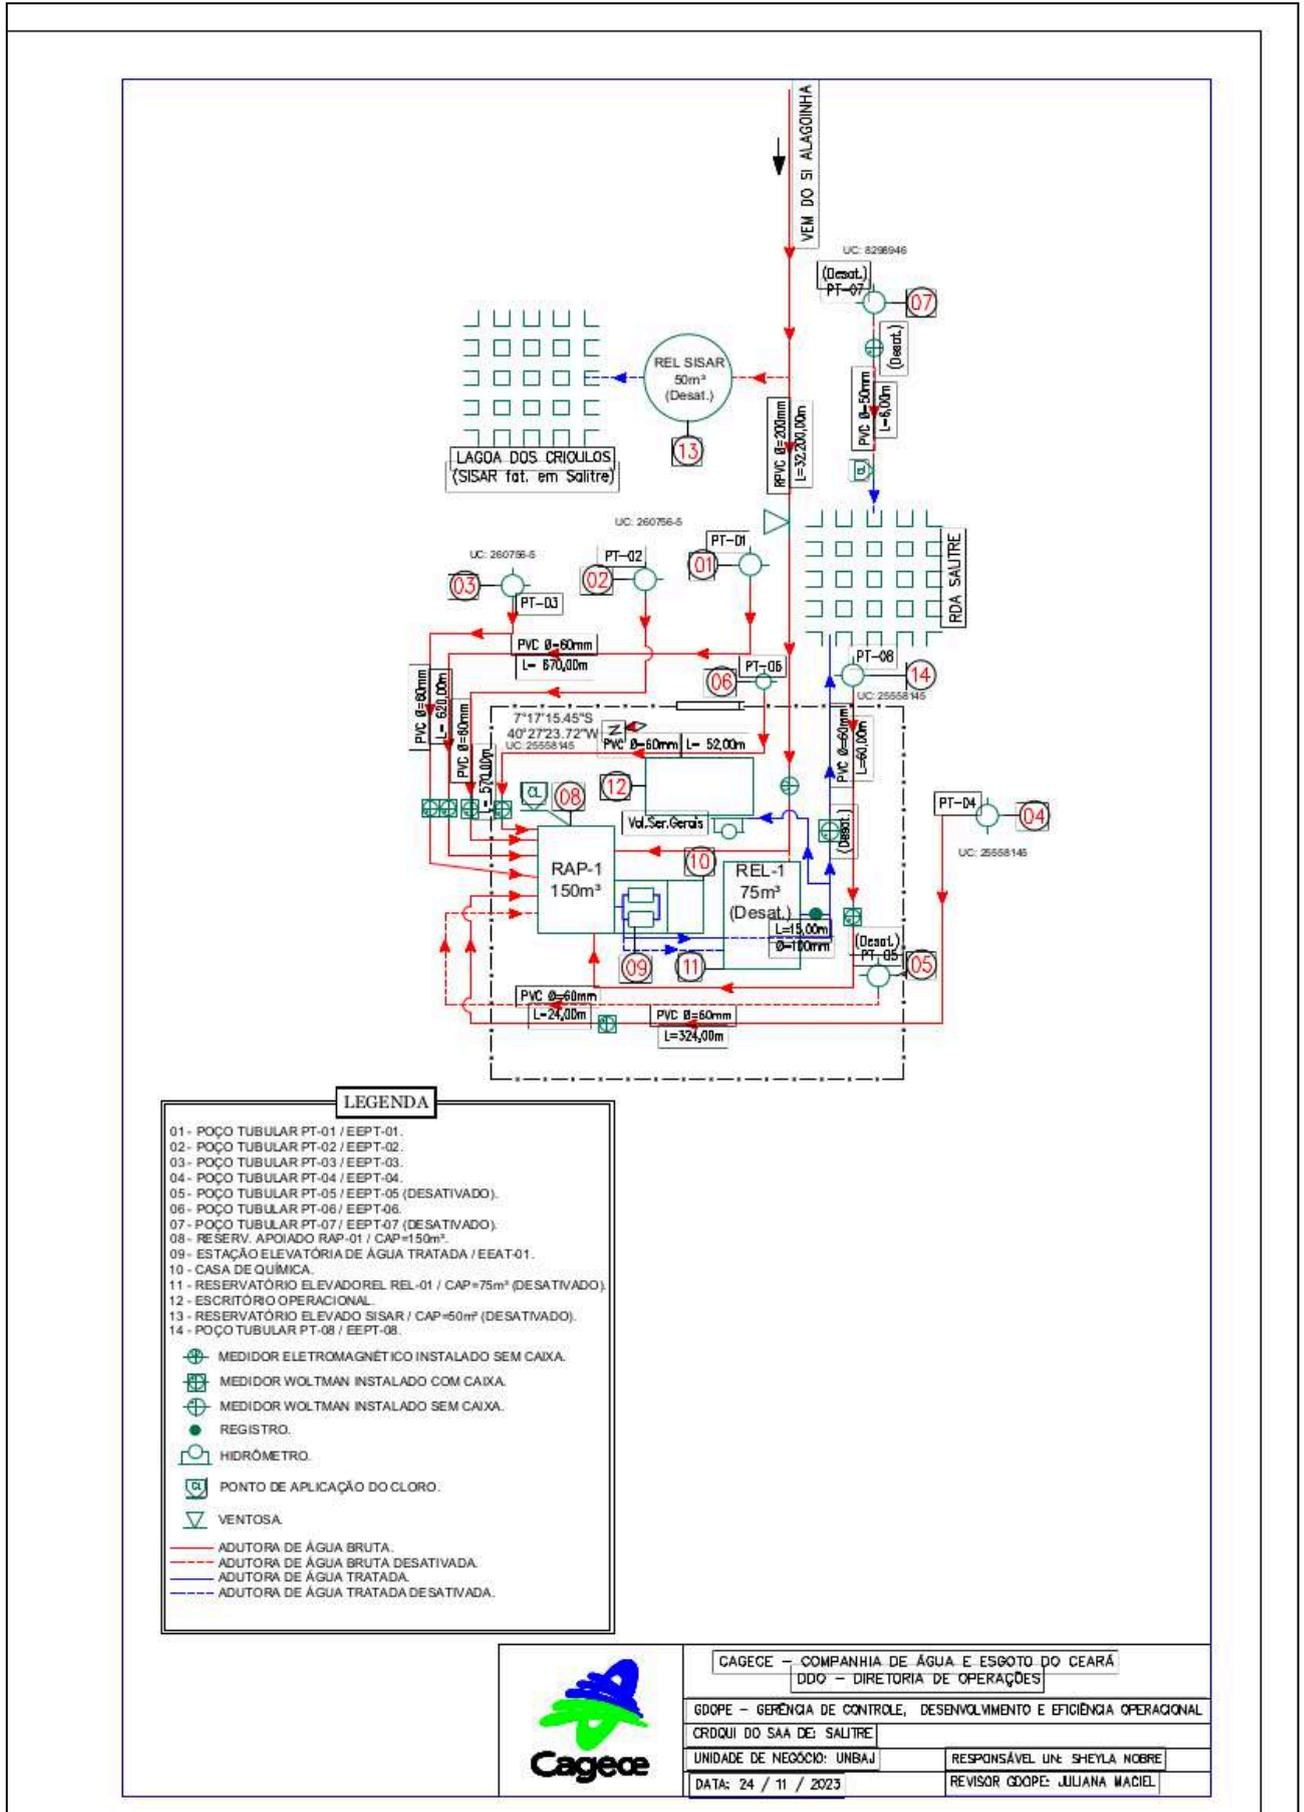 VEM DO SI ALAGOINHA
UC: 8298946
(Desat.)
PT-07
07
(Desat.)
REL SISAR
50m³
(Desat.)
13
PVC Ø=50mm
L=6,00m
RPVC Ø=200mm
L=32.200,00m
CL
LAGOA DOS CRIOULOS
(SISAR fat. em Salitre)
UC: 260756-5
PT-01
01
PT-02
02
UC: 260756-5
03
PT-03
RDA SALITRE
PVC Ø=60mm
L= 670,00m
PT-08
14
UC: 25558145
PT-06
06
PVC Ø=60mm
L= 620,00m
PVC Ø=60mm
L= 570,00m
7°17'15.45"S
40°27'23.72"W
UC: 25558145
N
PVC Ø=60mm
L= 52,00m
PVC Ø=60mm
L=60,00m
12
CL
08
Vol.Ser.Gerais
(Desat.)
PT-04
04
UC: 25558145
RAP-1
150m³
10
REL-1
75m³
(Desat.)
L=15,00m
Ø=100mm
(Desat.)
PT-05
05
09
11
PVC Ø=60mm
L=24,00m
PVC Ø=60mm
L=324,00m
LEGENDA
01 - POÇO TUBULAR PT-01 / EEPT-01.
02 - POÇO TUBULAR PT-02 / EEPT-02.
03 - POÇO TUBULAR PT-03 / EEPT-03.
04 - POÇO TUBULAR PT-04 / EEPT-04.
05 - POÇO TUBULAR PT-05 / EEPT-05 (DESATIVADO).
06 - POÇO TUBULAR PT-06 / EEPT-06.
07 - POÇO TUBULAR PT-07 / EEPT-07 (DESATIVADO).
08 - RESERV. APOIADO RAP-01 / CAP=150m³.
09 - ESTAÇÃO ELEVATÓRIA DE ÁGUA TRATADA / EEAT-01.
10 - CASA DE QUÍMICA.
11 - RESERVATÓRIO ELEVADOREL REL-01 / CAP=75m³ (DESATIVADO).
12 - ESCRITÓRIO OPERACIONAL.
13 - RESERVATÓRIO ELEVADO SISAR / CAP=50m³ (DESATIVADO).
14 - POÇO TUBULAR PT-08 / EEPT-08.
MEDIDOR ELETROMAGNÉTICO INSTALADO SEM CAIXA.
MEDIDOR WOLTMAN INSTALADO COM CAIXA.
MEDIDOR WOLTMAN INSTALADO SEM CAIXA.
REGISTRO.
HIDRÔMETRO.
CL PONTO DE APLICAÇÃO DO CLORO.
VENTOSA.
ADUTORA DE ÁGUA BRUTA.
ADUTORA DE ÁGUA BRUTA DESATIVADA.
ADUTORA DE ÁGUA TRATADA.
ADUTORA DE ÁGUA TRATADA DESATIVADA.
Cagece
CAGECE - COMPANHIA DE ÁGUA E ESGOTO DO CEARÁ
DDO - DIRETORIA DE OPERAÇÕES
GDOPE - GERÊNCIA DE CONTROLE, DESENVOLVIMENTO E EFICIÊNCIA OPERACIONAL
CROQUI DO SAA DE: SALITRE
UNIDADE DE NEGÓCIO: UNBAJ
RESPONSÁVEL UN: SHEYLA NOBRE
DATA: 24 / 11 / 2023
REVISOR GDOPE: JULIANA MACIEL